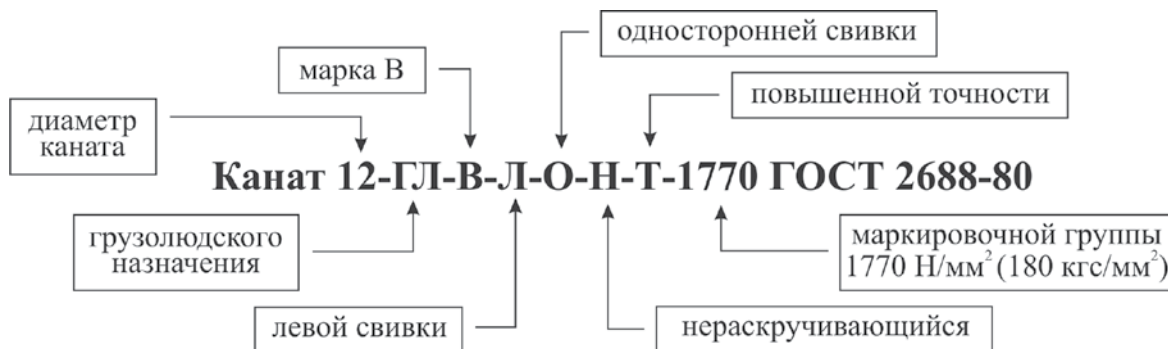 односторонней свивки
марка В
повышенной точности
диаметр
каната
Канат 12-ГЛ-В-Л-О-Н-Т-1770 ГОСТ 2688-80
грузолюдского
назначения
маркировочной группы
1770 Н/мм² (180 кгс/мм²)
левой свивки
нераскручивающийся